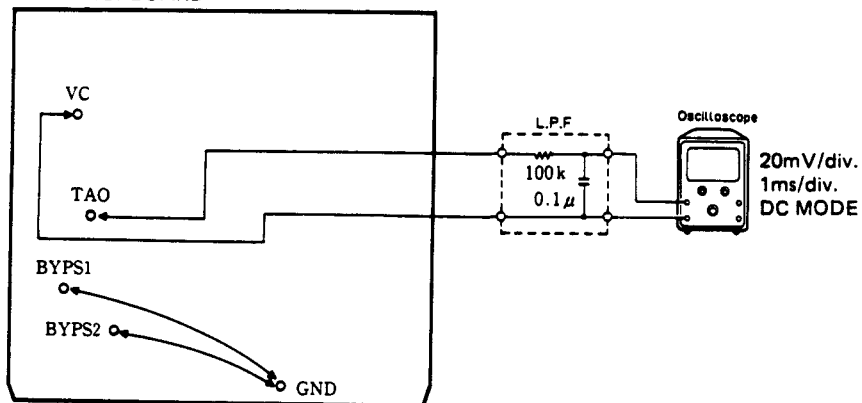 VC
TAO
BYPS1
BYPS2
GND
L.P.F
100k
0.1μ
Oscilloscope
20mV/div.
1ms/div.
DC MODE